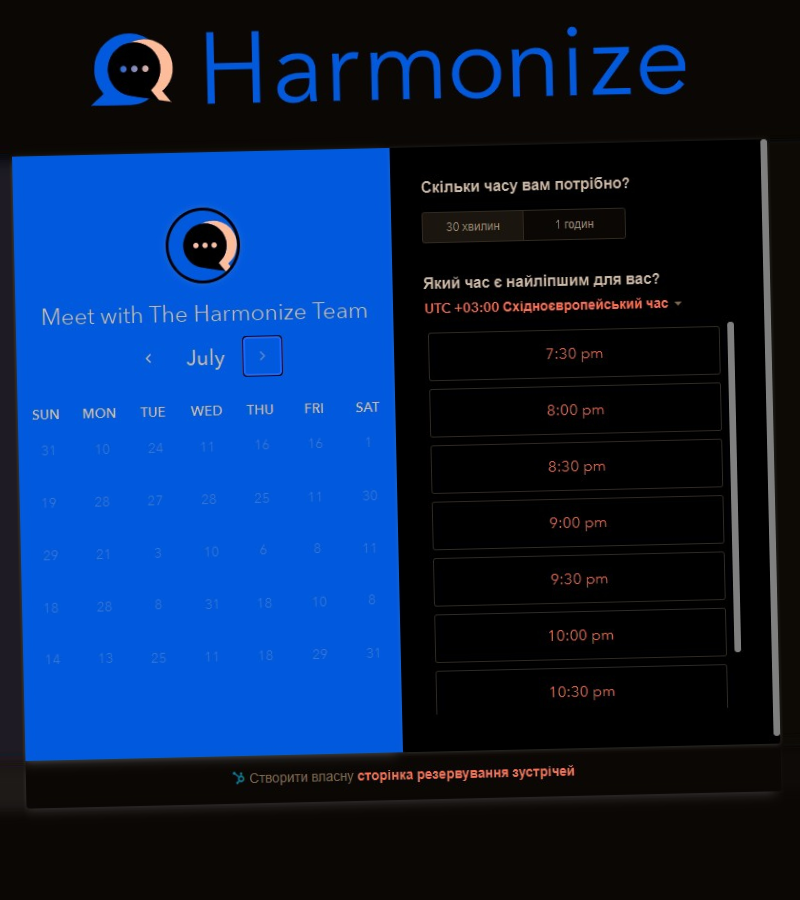 Harmonize
Meet with The Harmonize Team
July
SUN MON TUE WED THU FRI SAT
31 10 24 11 16 16 1
19 28 27 28 25 11 30
29 21 3 10 6 8 11
18 28 8 31 18 10 8
14 13 25 11 18 29 31
Скільки часу вам потрібно?
30 хвилин 1 годин
Який час є найліпшим для вас?
UTC +03:00 Східноєвропейський час
7:30 pm
8:00 pm
8:30 pm
9:00 pm
9:30 pm
10:00 pm
10:30 pm
Створити власну сторінка резервування зустрічей